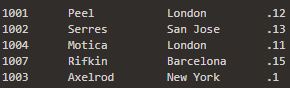 1001 Peel London .12
1002 Serres San Jose .13
1004 Motica London .11
1007 Rifkin Barcelona .15
1003 Axelrod New York .1